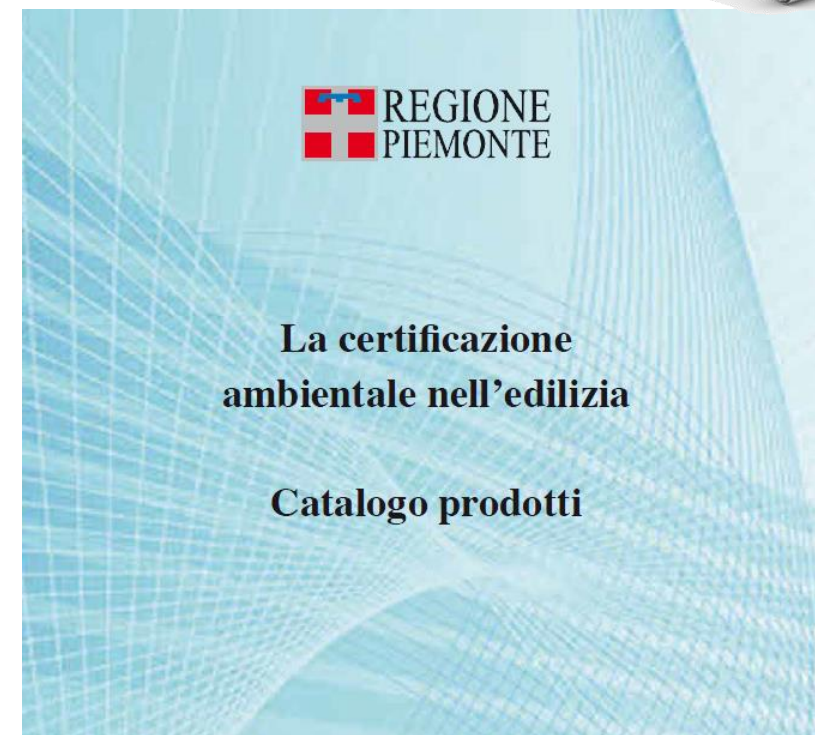 REGIONE
PIEMONTE
La certificazione
ambientale nell’edilizia
Catalogo prodotti